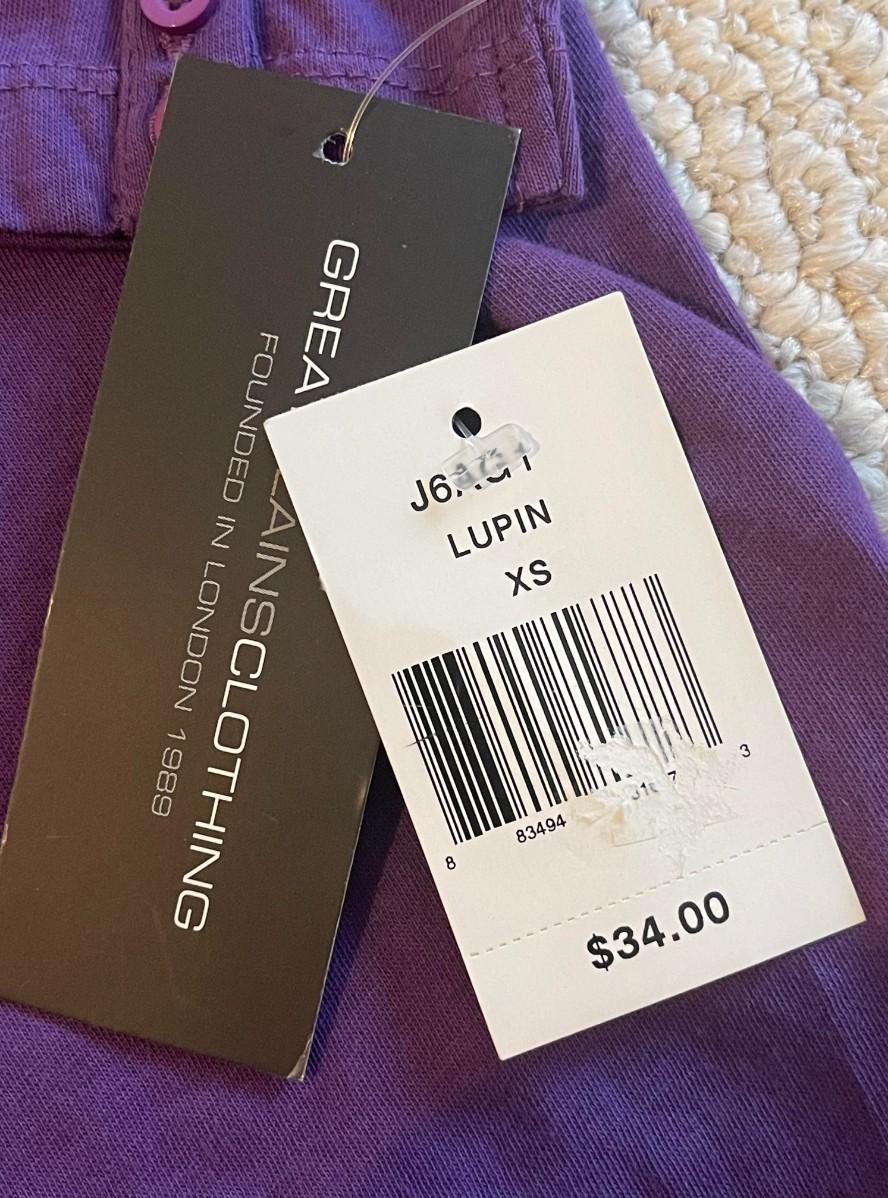 GREA LAINSCLOTHING
FOUNDED IN LONDON 1989
LUPIN
XS
8 83494 3
$34.00